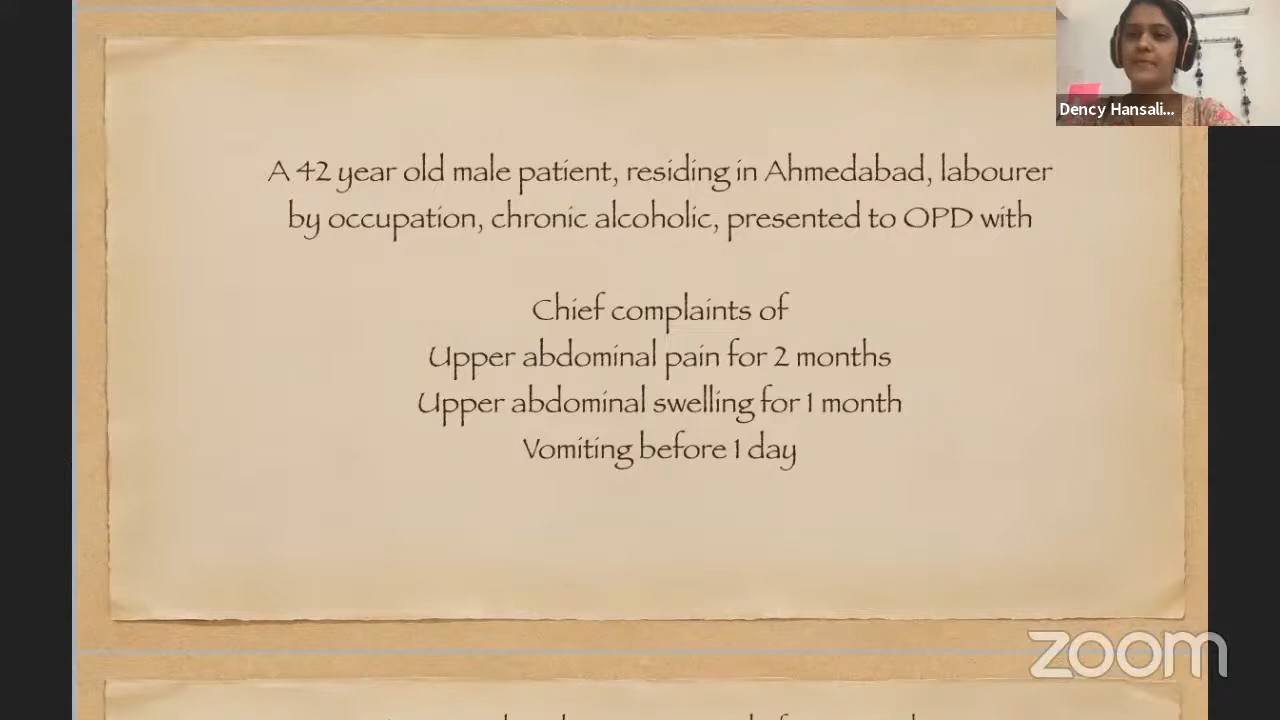 Dency Hansali...
A 42 year old male patient, residing in Ahmedabad, labourer
by occupation, chronic alcoholic, presented to OPD with
Chief complaints of
Upper abdominal pain for 2 months
Upper abdominal swelling for 1 month
Vomiting before 1 day
zoom